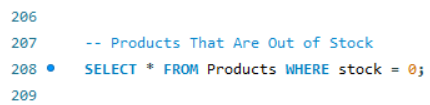 206
207 -- Products That Are Out of Stock
208 SELECT * FROM Products WHERE stock = 0;
209